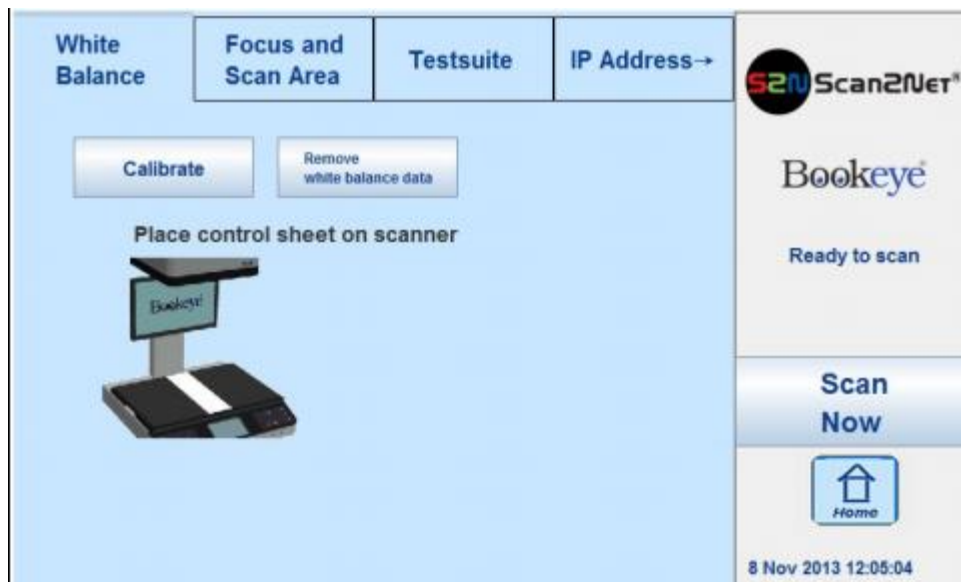 White
Balance
Focus and
Scan Area
Testsuite
IP Address→
Calibrate
Remove
white balance data
Place control sheet on scanner
Bookeye
S2N Scan2Net®
Bookeye®
Ready to scan
Scan
Now
Home
8 Nov 2013 12:05:04